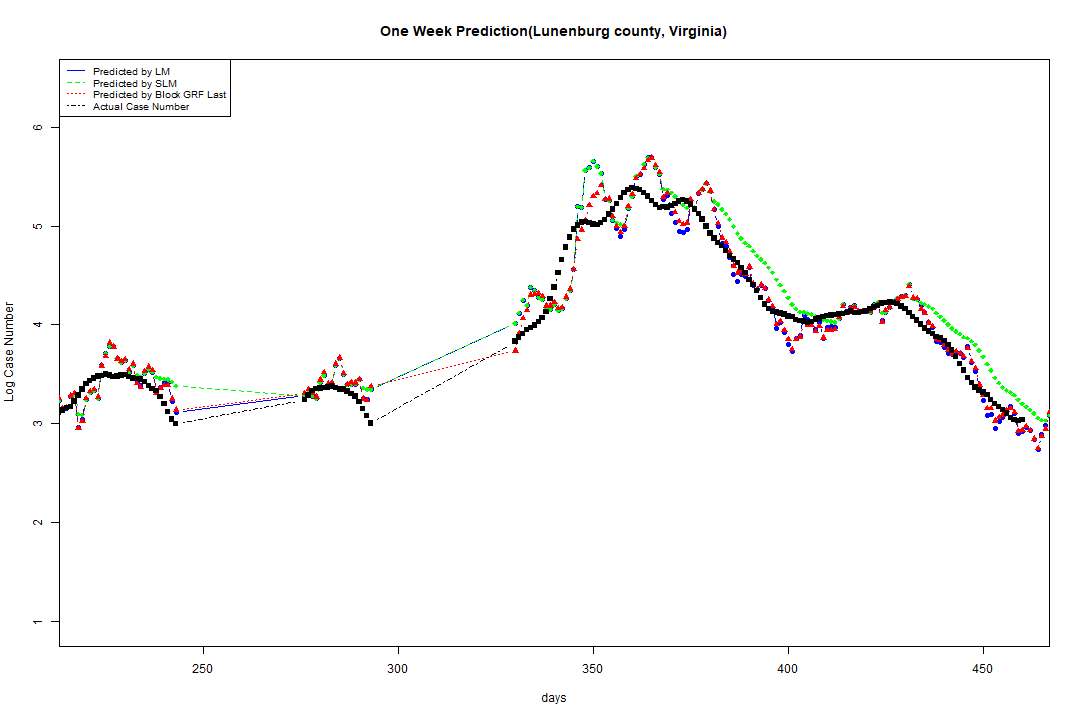 One Week Prediction(Lunenburg county, Virginia)
Predicted by LM
Predicted by SLM
Predicted by Block GRF Last
Actual Case Number
Log Case Number
6
5
4
3
2
1
250 300 350 400 450
days